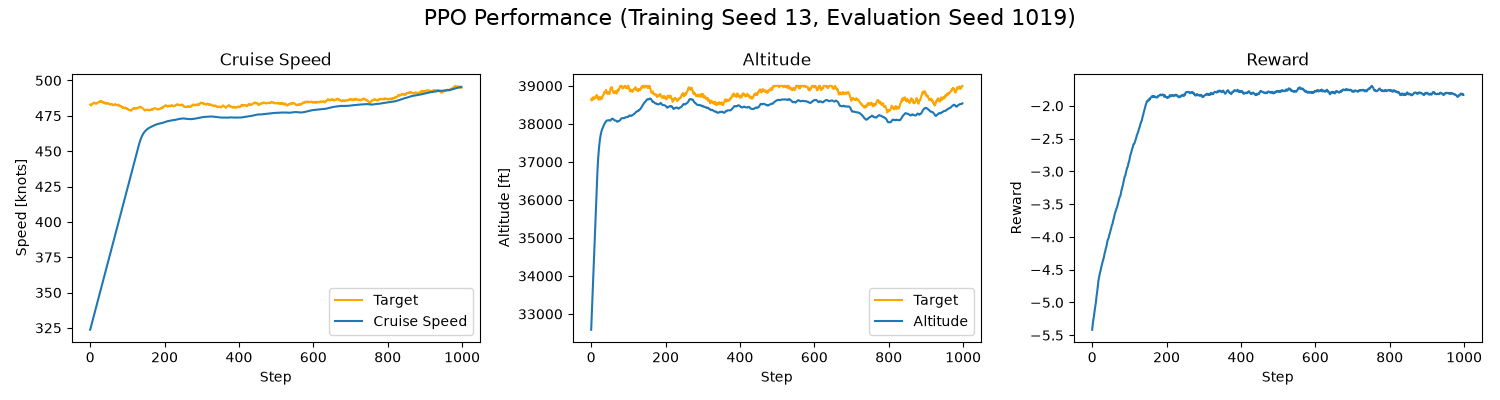 PPO Performance (Training Seed 13, Evaluation Seed 1019)
Cruise Speed
Speed [knots]
500
475
450
425
400
375
350
325
0
200
400
600
800
1000
Step
Target
Cruise Speed
Altitude
Altitude [ft]
39000
38000
37000
36000
35000
34000
33000
0
200
400
600
800
1000
Step
Target
Altitude
Reward
Reward
−2.0
−2.5
−3.0
−3.5
−4.0
−4.5
−5.0
−5.5
0
200
400
600
800
1000
Step